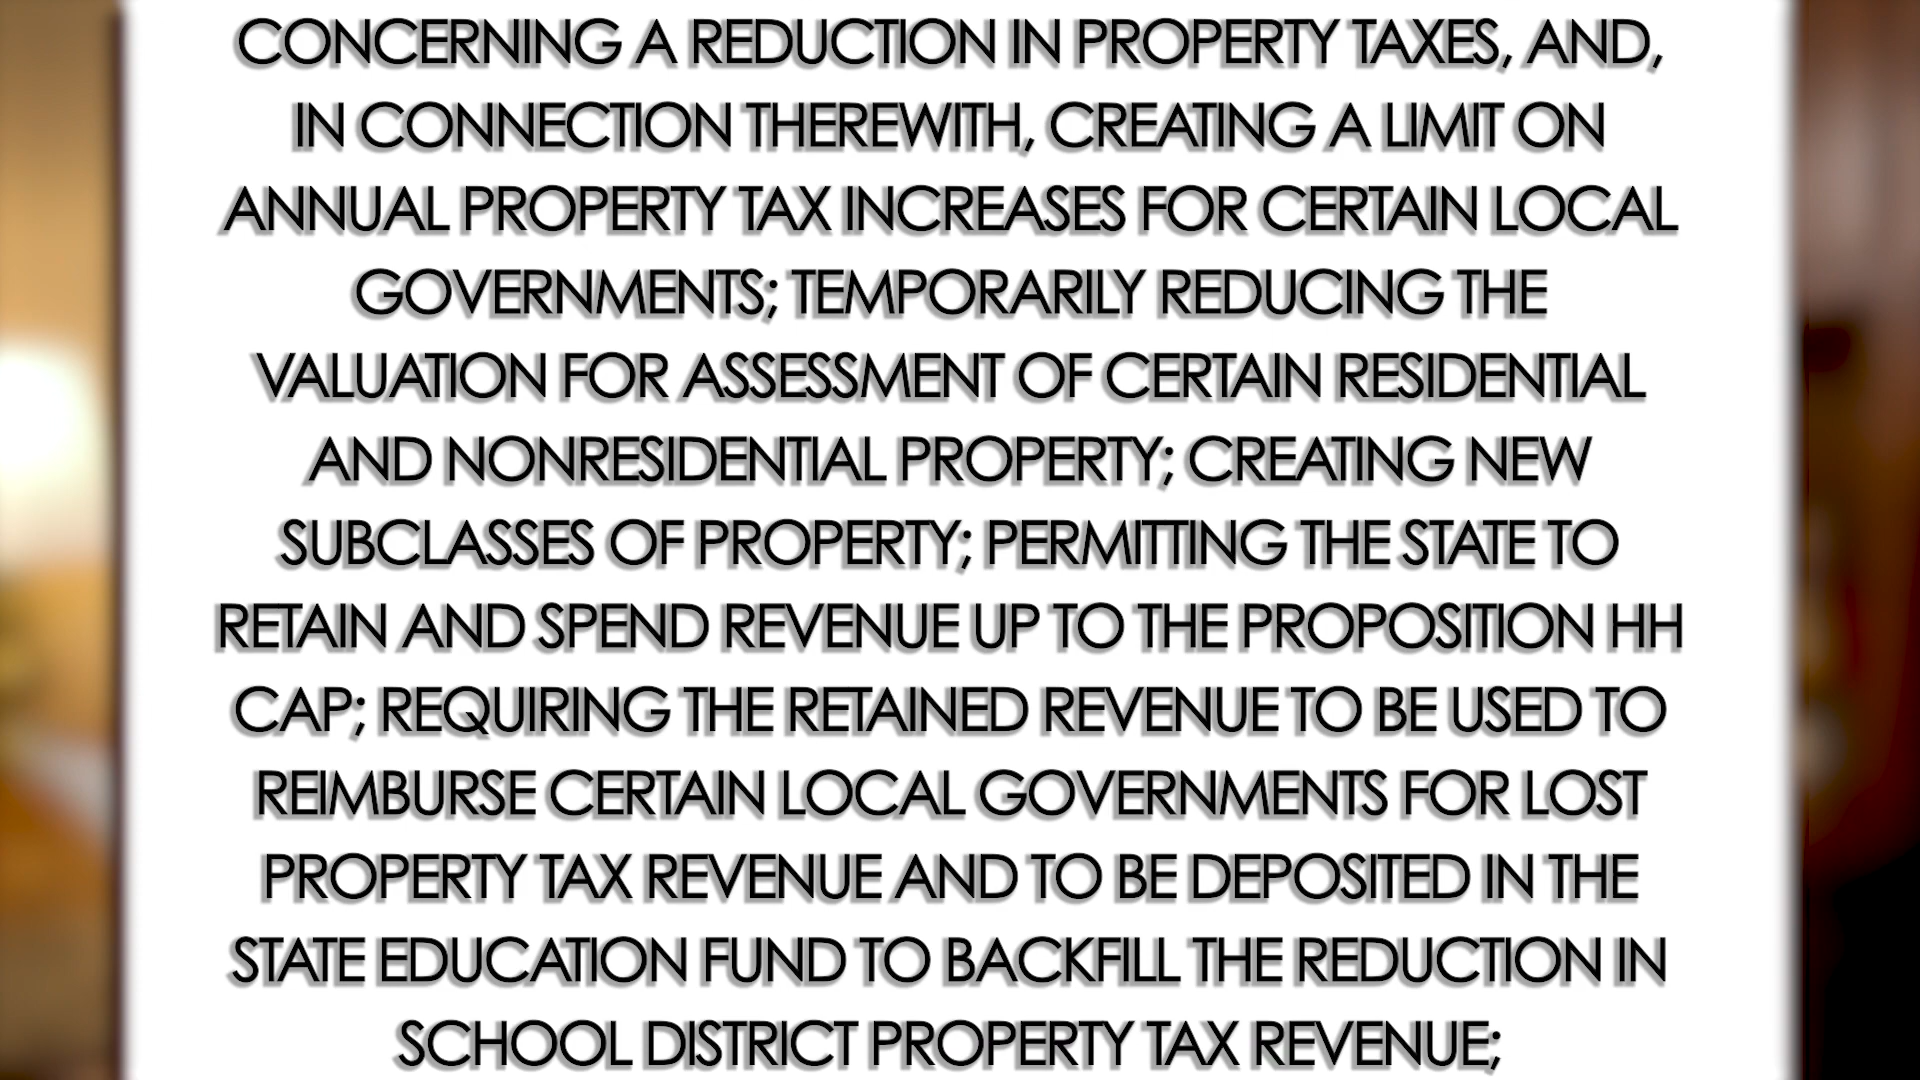 CONCERNING A REDUCTION IN PROPERTY TAXES, AND,
IN CONNECTION THEREWITH, CREATING A LIMIT ON
ANNUAL PROPERTY TAX INCREASES FOR CERTAIN LOCAL
GOVERNMENTS; TEMPORARILY REDUCING THE
VALUATION FOR ASSESSMENT OF CERTAIN RESIDENTIAL
AND NONRESIDENTIAL PROPERTY; CREATING NEW
SUBCLASSES OF PROPERTY; PERMITTING THE STATE TO
RETAIN AND SPEND REVENUE UP TO THE PROPOSITION HH
CAP; REQUIRING THE RETAINED REVENUE TO BE USED TO
REIMBURSE CERTAIN LOCAL GOVERNMENTS FOR LOST
PROPERTY TAX REVENUE AND TO BE DEPOSITED IN THE
STATE EDUCATION FUND TO BACKFILL THE REDUCTION IN
SCHOOL DISTRICT PROPERTY TAX REVENUE;